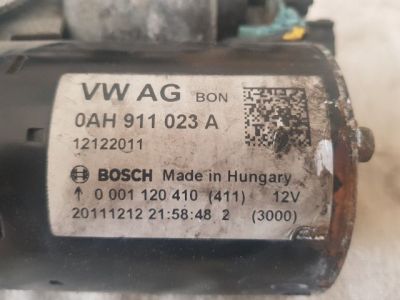 VW AG BON
0AH 911 023 A
12122011
BOSCH Made in Hungary
↑ 0 001 120 410 (411) 12V
20111212 21:58:48 2 (3000)